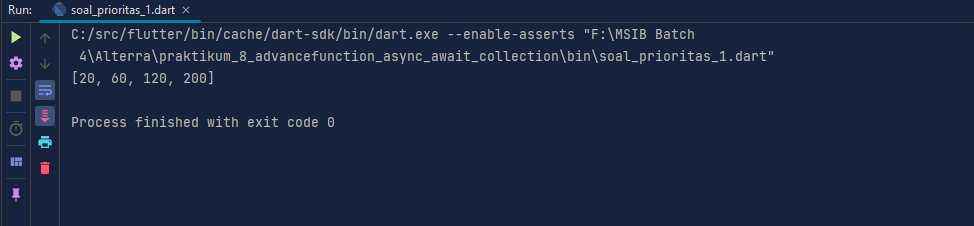 Run: soal_prioritas_1.dart ×
C:/src/flutter/bin/cache/dart-sdk/bin/dart.exe --enable-asserts "F:\MSIB Batch
4\Alterra\praktikum_8_advancefunction_async_await_collection\bin\soal_prioritas_1.dart"
[20, 60, 120, 200]
Process finished with exit code 0